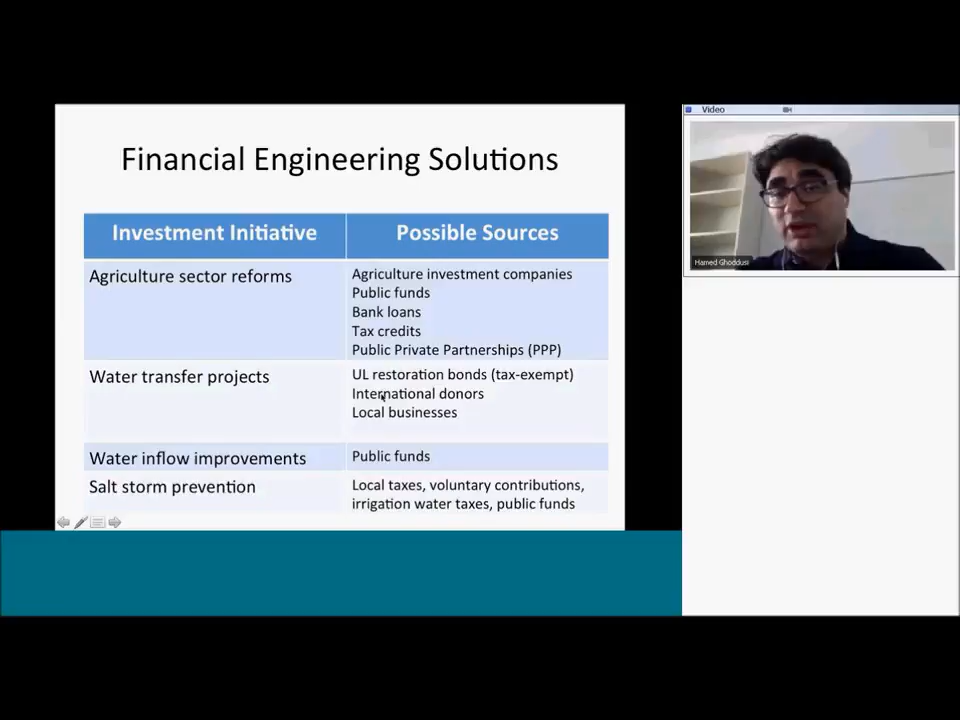 Financial Engineering Solutions
Investment Initiative
Possible Sources
Agriculture sector reforms
Agriculture investment companies
Public funds
Bank loans
Tax credits
Public Private Partnerships (PPP)
Water transfer projects
UL restoration bonds (tax-exempt)
International donors
Local businesses
Water inflow improvements
Public funds
Salt storm prevention
Local taxes, voluntary contributions,
irrigation water taxes, public funds
Video
Hamed Ghoddusi